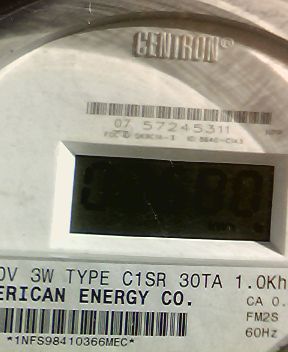 CENTRON®
07 57245311
0V 3W TYPE C1SR 30TA 1.0Kh
ERICAN ENERGY CO.
CA 0.
FM2S
60Hz
*1NFS98410366MEC*